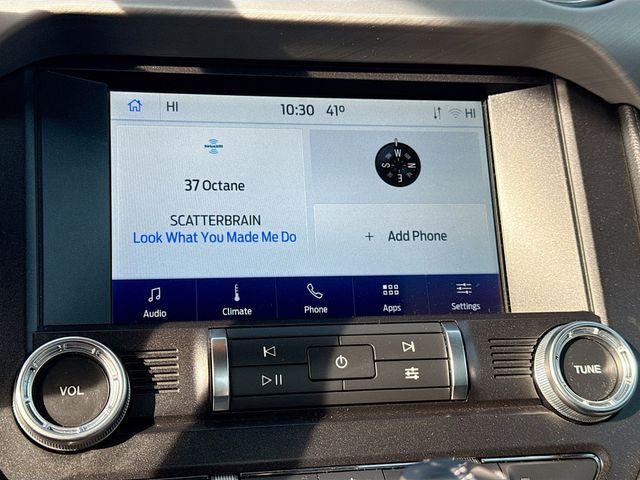 HI 10:30 41° HI
SiriusXM
37 Octane
SCATTERBRAIN
Look What You Made Me Do
W
S N
E
+ Add Phone
Audio Climate Phone Apps Settings
VOL
TUNE